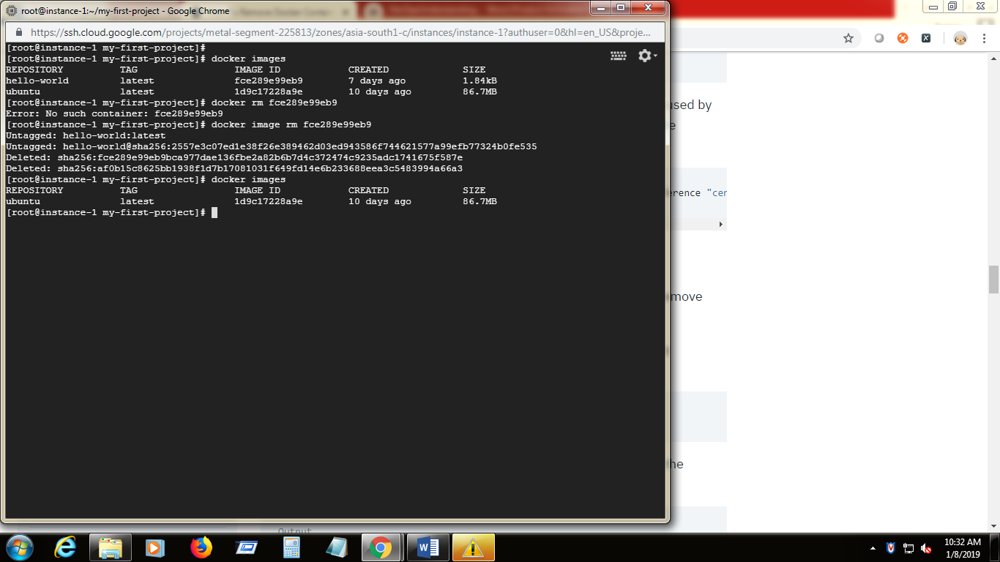 root@instance-1:~/my-first-project - Google Chrome
https://ssh.cloud.google.com/projects/metal-segment-225813/zones/asia-south1-c/instances/instance-1?authuser=0&hl=en_US&proje...
[root@instance-1 my-first-project]#
[root@instance-1 my-first-project]# docker images
REPOSITORY TAG IMAGE ID CREATED SIZE
hello-world latest fce289e99eb9 7 days ago 1.84kB
ubuntu latest 1d9c17228a9e 10 days ago 86.7MB
[root@instance-1 my-first-project]# docker rm fce289e99eb9
Error: No such container: fce289e99eb9
[root@instance-1 my-first-project]# docker image rm fce289e99eb9
Untagged: hello-world:latest
Untagged: hello-world@sha256:2557e3c07ed1e38f26e389462d03ed943586f744621577a99efb77324b0fe535
Deleted: sha256:fce289e99eb9bca977dae136fbe2a82b6b7d4c372474c9235adc1741675f587e
Deleted: sha256:af0b15c8625bb1938f1d7b17081031f649fd14e6b233688eea3c5483994a66a3
[root@instance-1 my-first-project]# docker images
REPOSITORY TAG IMAGE ID CREATED SIZE
ubuntu latest 1d9c17228a9e 10 days ago 86.7MB
[root@instance-1 my-first-project]#
used by
e
erence "cer
move
he
Output
10:32 AM
1/8/2019